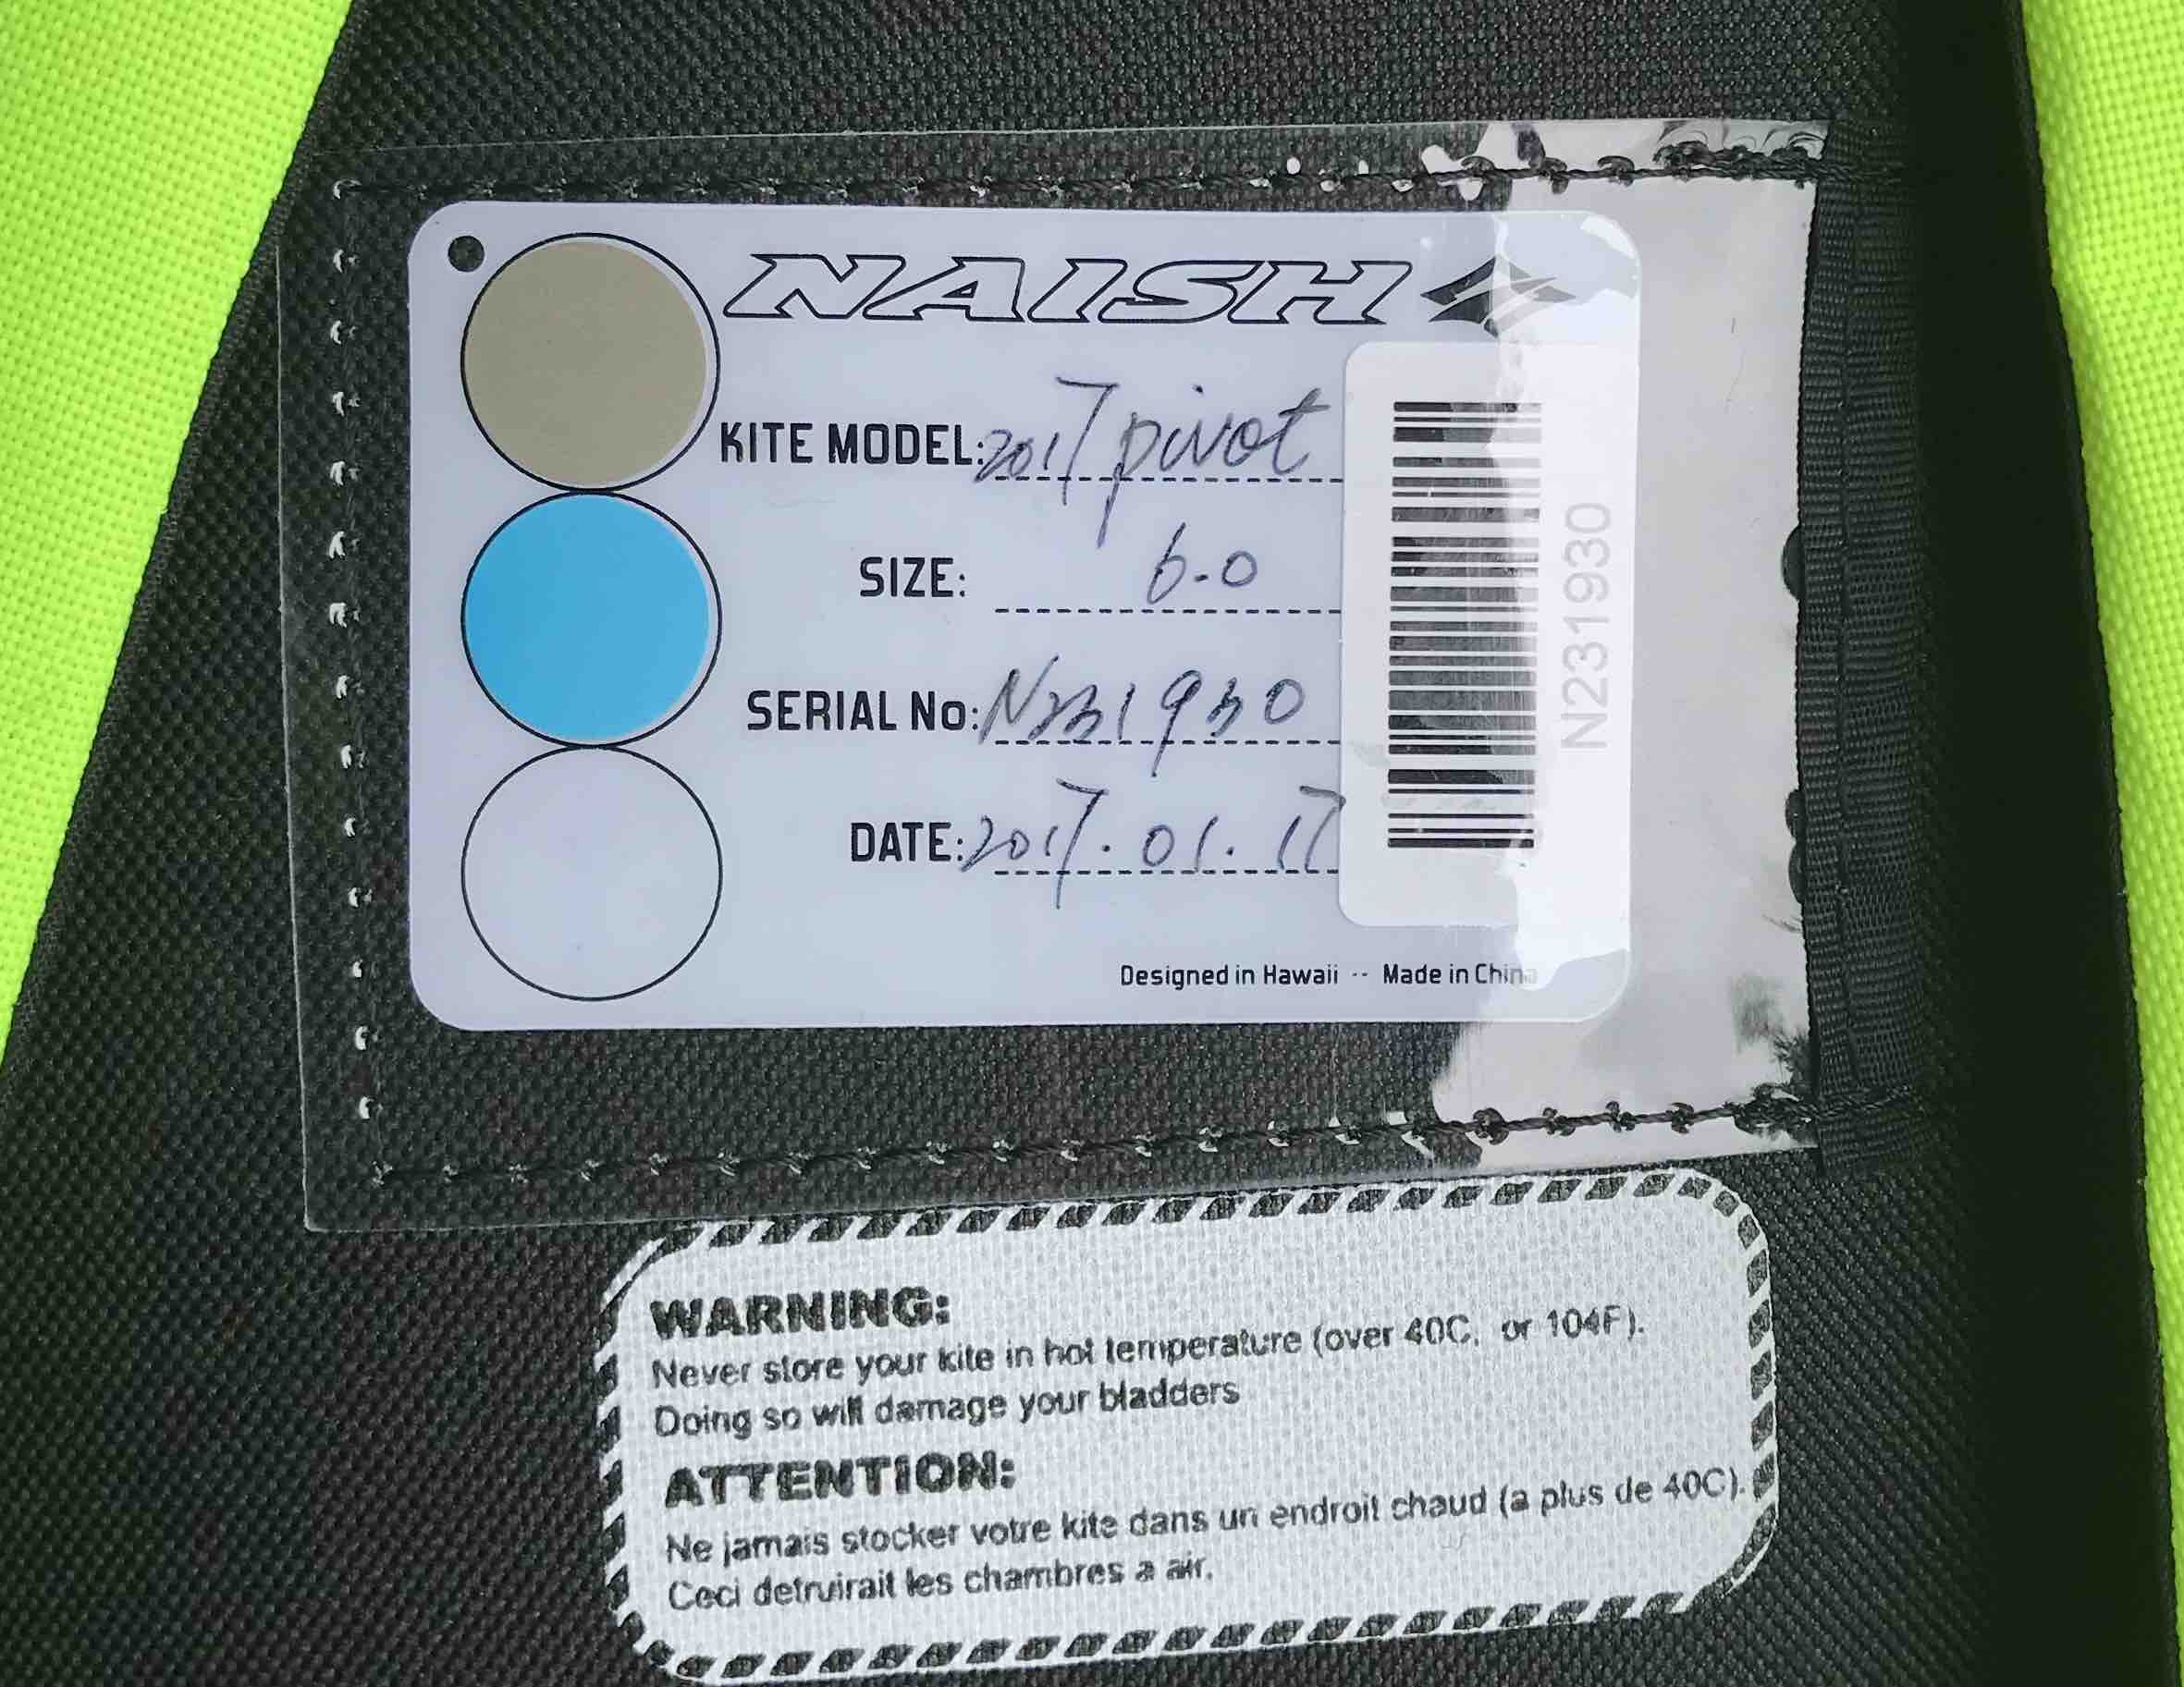 NAISH
KITE MODEL: 2017 pivot
SIZE: 6.0
SERIAL No: N231930
DATE: 2017.01.17
N231930
Designed in Hawaii -- Made in China
WARNING:
Never store your kite in hot temperature (over 40C, or 104F).
Doing so will damage your bladders
ATTENTION:
Ne jamais stocker votre kite dans un endroit chaud (a plus de 40C).
Ceci detruirait les chambres a air.